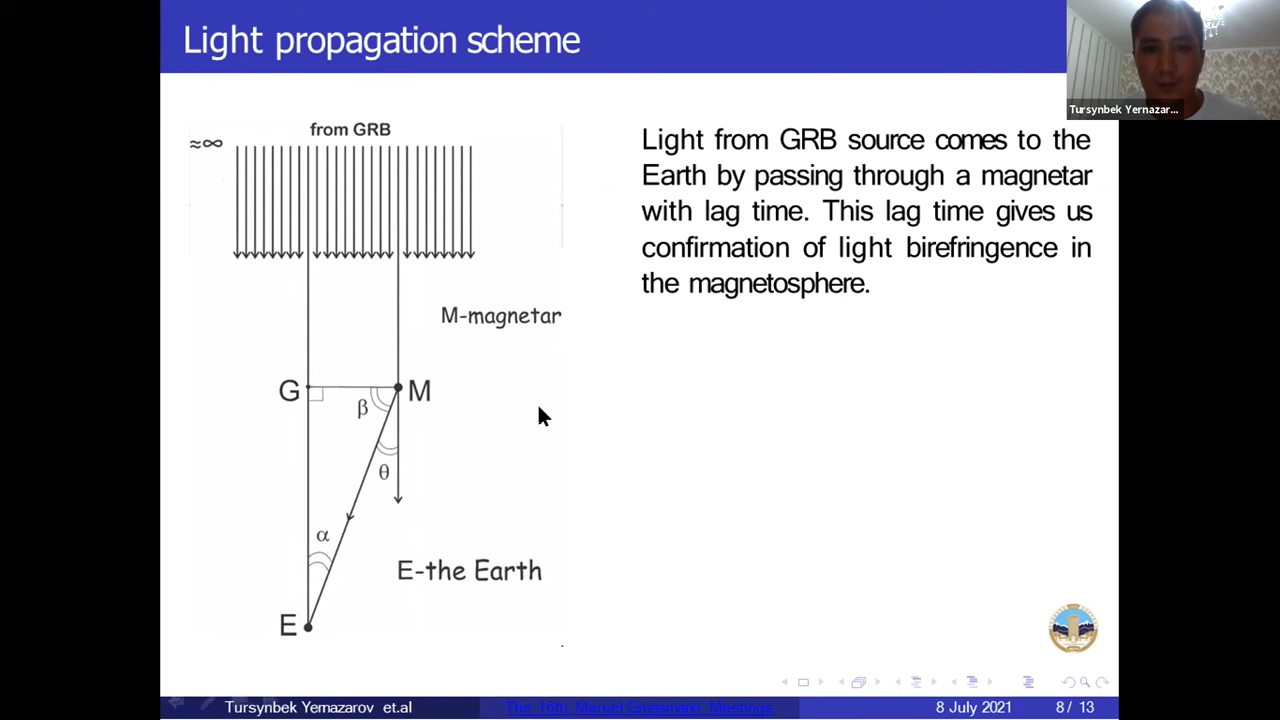 Light propagation scheme
Tursynbek Yernazar...
from GRB
≈∞
Light from GRB source comes to the
Earth by passing through a magnetar
with lag time. This lag time gives us
confirmation of light birefringence in
the magnetosphere.
M-magnetar
G
M
β
θ
α
E-the Earth
E
Tursynbek Yernazarov et.al
The 16th Marcel Grossmann Meetings
8 July 2021
8 / 13